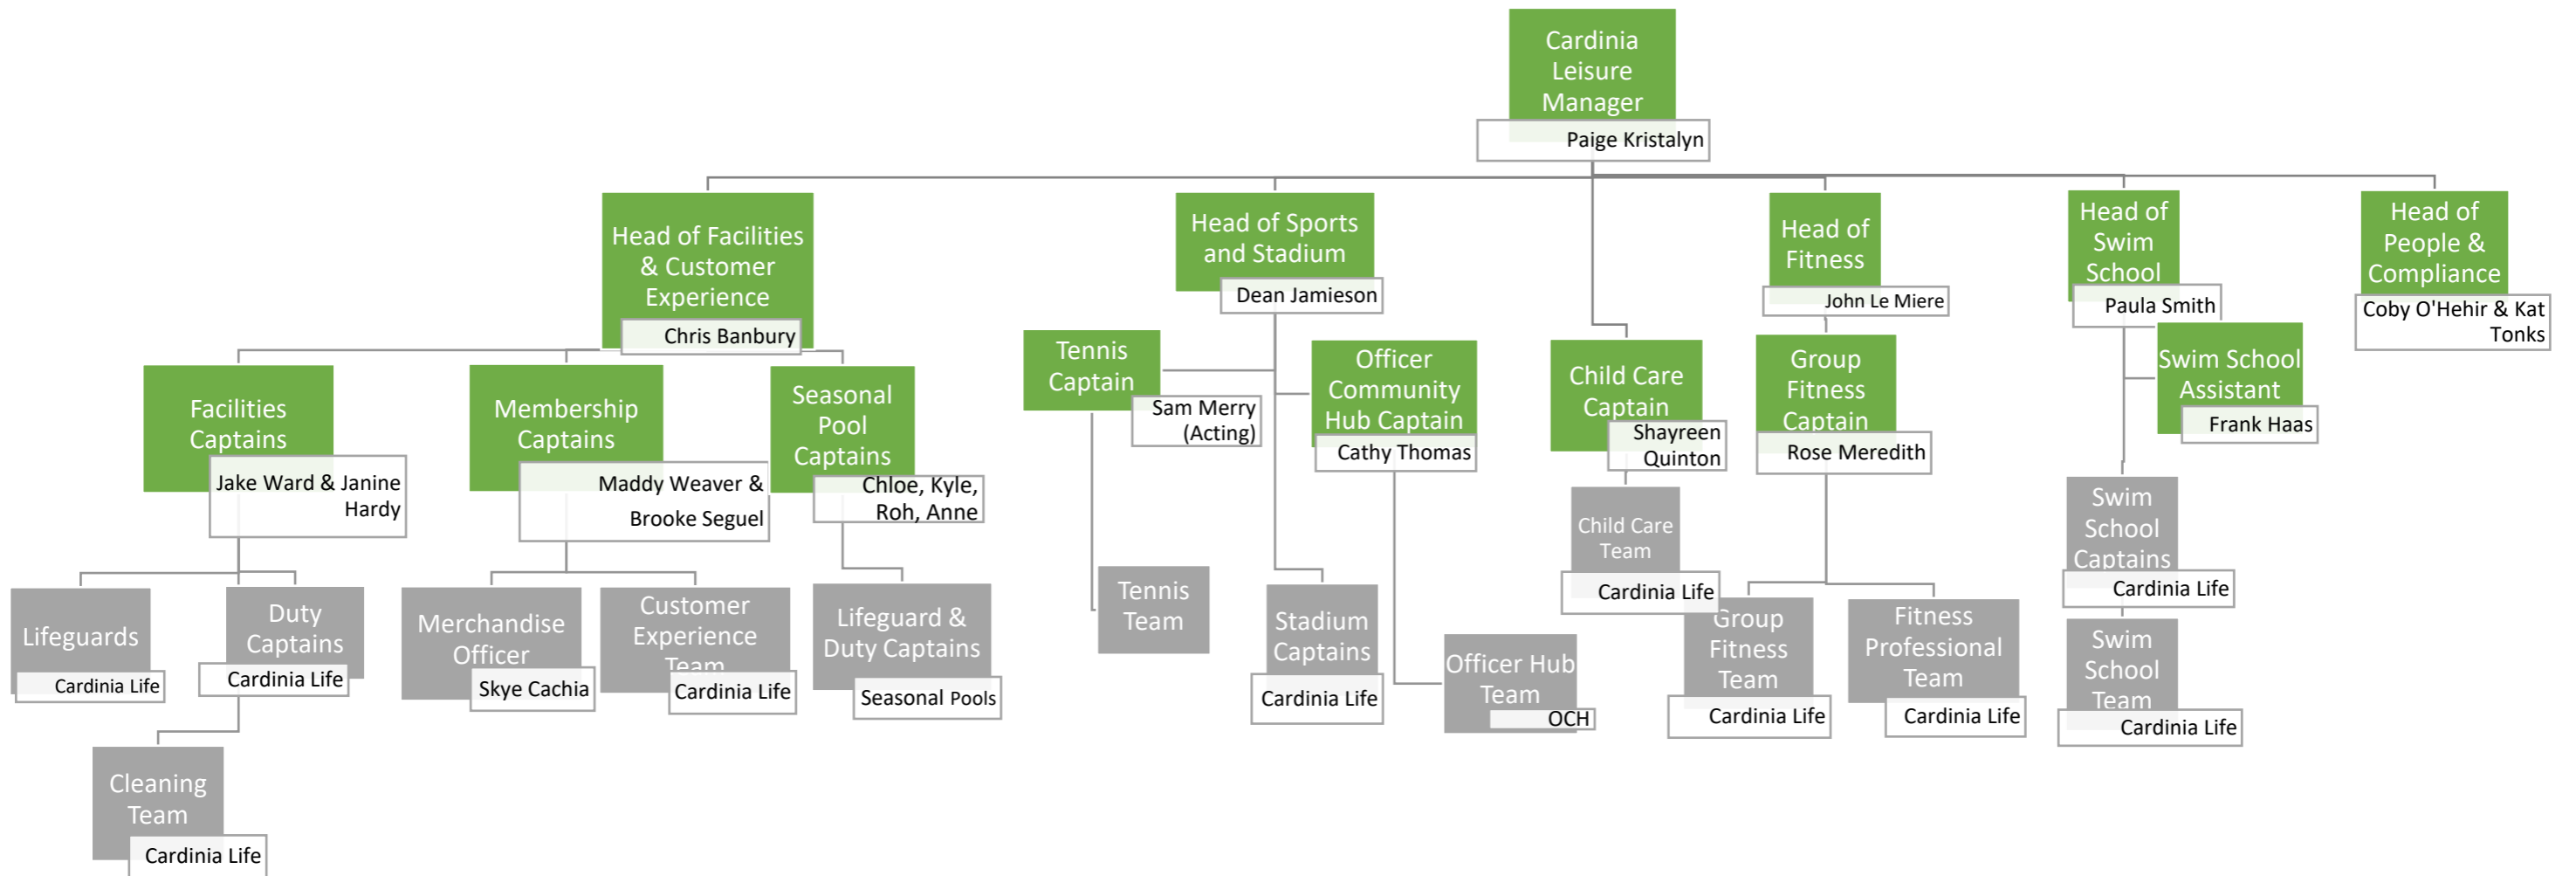 Cardinia
Leisure
Manager
Paige Kristalyn
Head of Facilities
& Customer
Experience
Chris Banbury
Head of Sports
and Stadium
Dean Jamieson
Head of
Fitness
John Le Miere
Head of
Swim
School
Paula Smith
Head of
People &
Compliance
Coby O'Hehir & Kat
Tonks
Facilities
Captains
Jake Ward & Janine
Hardy
Membership
Captains
Maddy Weaver &
Brooke Seguel
Seasonal
Pool
Captains
Chloe, Kyle,
Roh, Anne
Tennis
Captain
Sam Merry
(Acting)
Officer
Community
Hub Captain
Cathy Thomas
Child Care
Captain
Shayreen
Quinton
Group
Fitness
Captain
Rose Meredith
Swim School
Assistant
Frank Haas
Lifeguards
Cardinia Life
Duty
Captains
Cardinia Life
Merchandise
Officer
Skye Cachia
Customer
Experience
Team
Cardinia Life
Lifeguard &
Duty Captains
Seasonal Pools
Tennis
Team
Stadium
Captains
Cardinia Life
Officer Hub
Team
OCH
Child Care
Team
Cardinia Life
Group
Fitness
Team
Cardinia Life
Fitness
Professional
Team
Cardinia Life
Swim
School
Captains
Cardinia Life
Swim
School
Team
Cardinia Life
Cleaning
Team
Cardinia Life